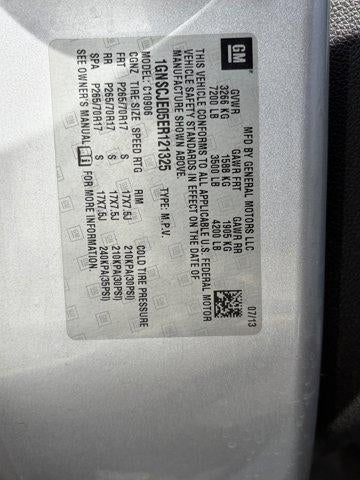 GM
MFD BY GENERAL MOTORS LLC
07/13
GVWR GAWR FRT GAWR RR
3266 KG 1588 KG 1905 KG
7200 LB 3500 LB 4200 LB
THIS VEHICLE CONFORMS TO ALL APPLICABLE U.S. FEDERAL MOTOR
VEHICLE SAFETY STANDARDS IN EFFECT ON THE DATE OF
MANUFACTURE SHOWN ABOVE.
1GNSCJE05ER121325 TYPE: M.P.V.
MODEL: C10906
CGNZ TIRE SIZE SPEED RTG RIM COLD TIRE PRESSURE
FRT P265/70R17 S 17X7.5J 210KPA(30PSI)
RR P265/70R17 S 17X7.5J 210KPA(30PSI)
SPA P265/70R17 S 17X7.5J 240KPA(35PSI)
SEE OWNER'S MANUAL FOR MORE INFORMATION.